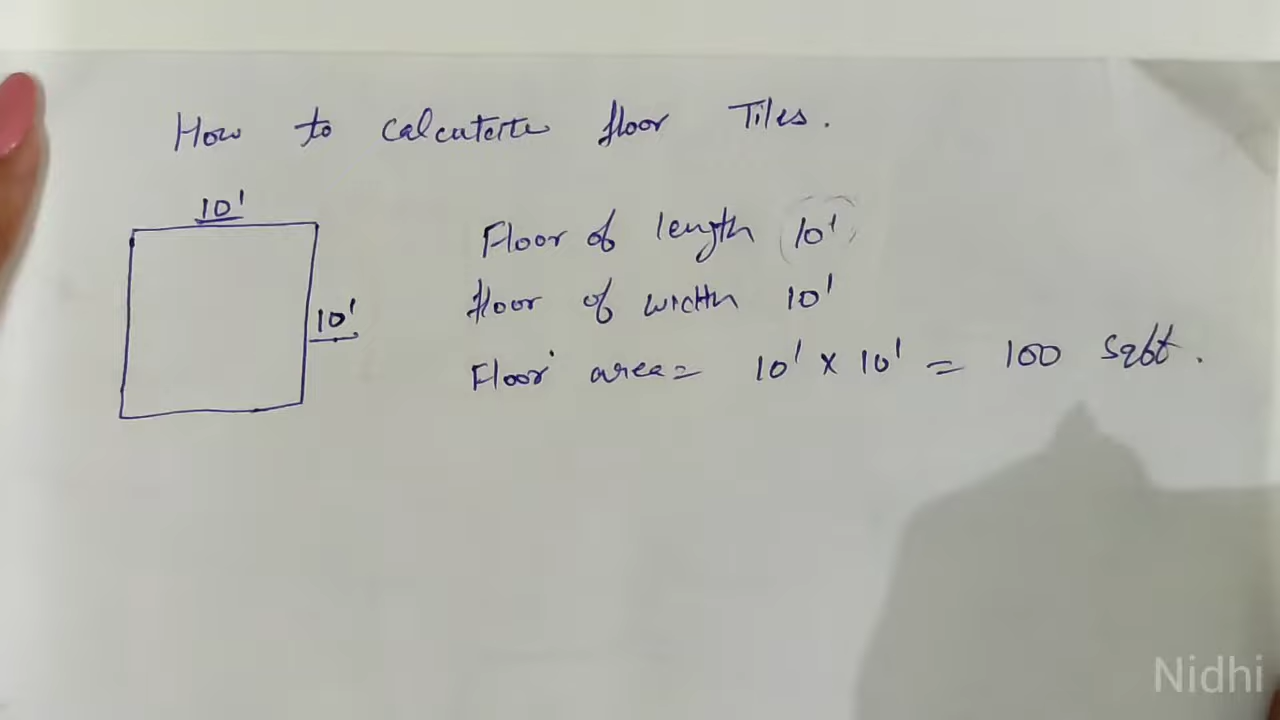 How to calculate floor Tiles.
10'
10'
Floor of length 10'
floor of width 10'
Floor area = 10' x 10' = 100 Sqft.
Nidhi